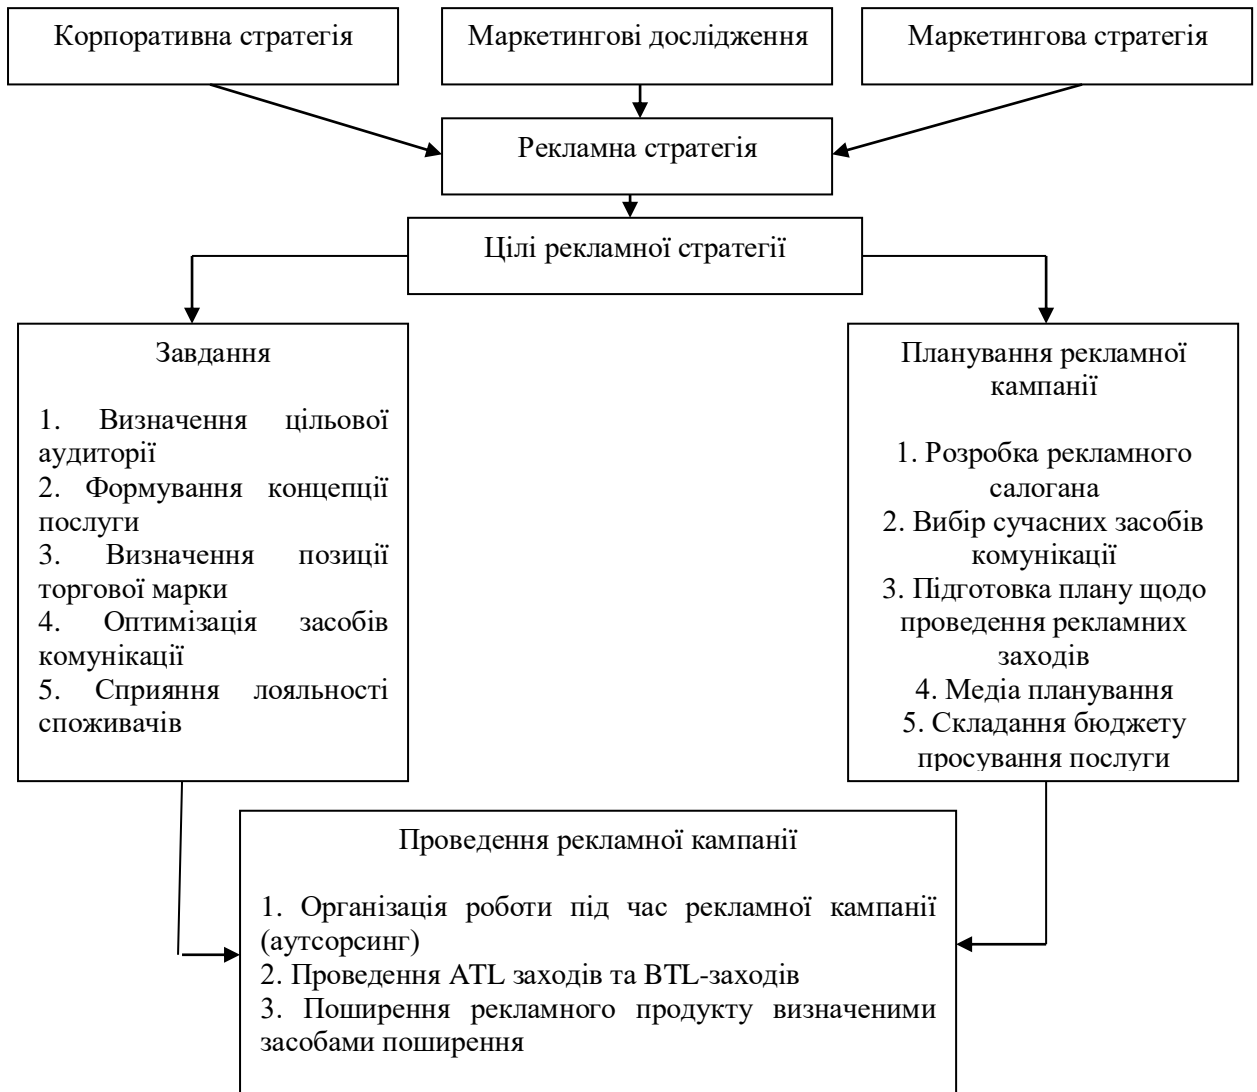 Корпоративна стратегія
Маркетингові дослідження
Маркетингова стратегія
Рекламна стратегія
Цілі рекламної стратегії
Завдання
1. Визначення цільової
аудиторії
2. Формування концепції
послуги
3. Визначення позиції
торгової марки
4. Оптимізація засобів
комунікації
5. Сприяння лояльності
споживачів
Планування рекламної
кампанії
1. Розробка рекламного
салогана
2. Вибір сучасних засобів
комунікації
3. Підготовка плану щодо
проведення рекламних
заходів
4. Медіа планування
5. Складання бюджету
просування послуги
Проведення рекламної кампанії
1. Організація роботи під час рекламної кампанії
(аутсорсинг)
2. Проведення ATL заходів та BTL-заходів
3. Поширення рекламного продукту визначеними
засобами поширення